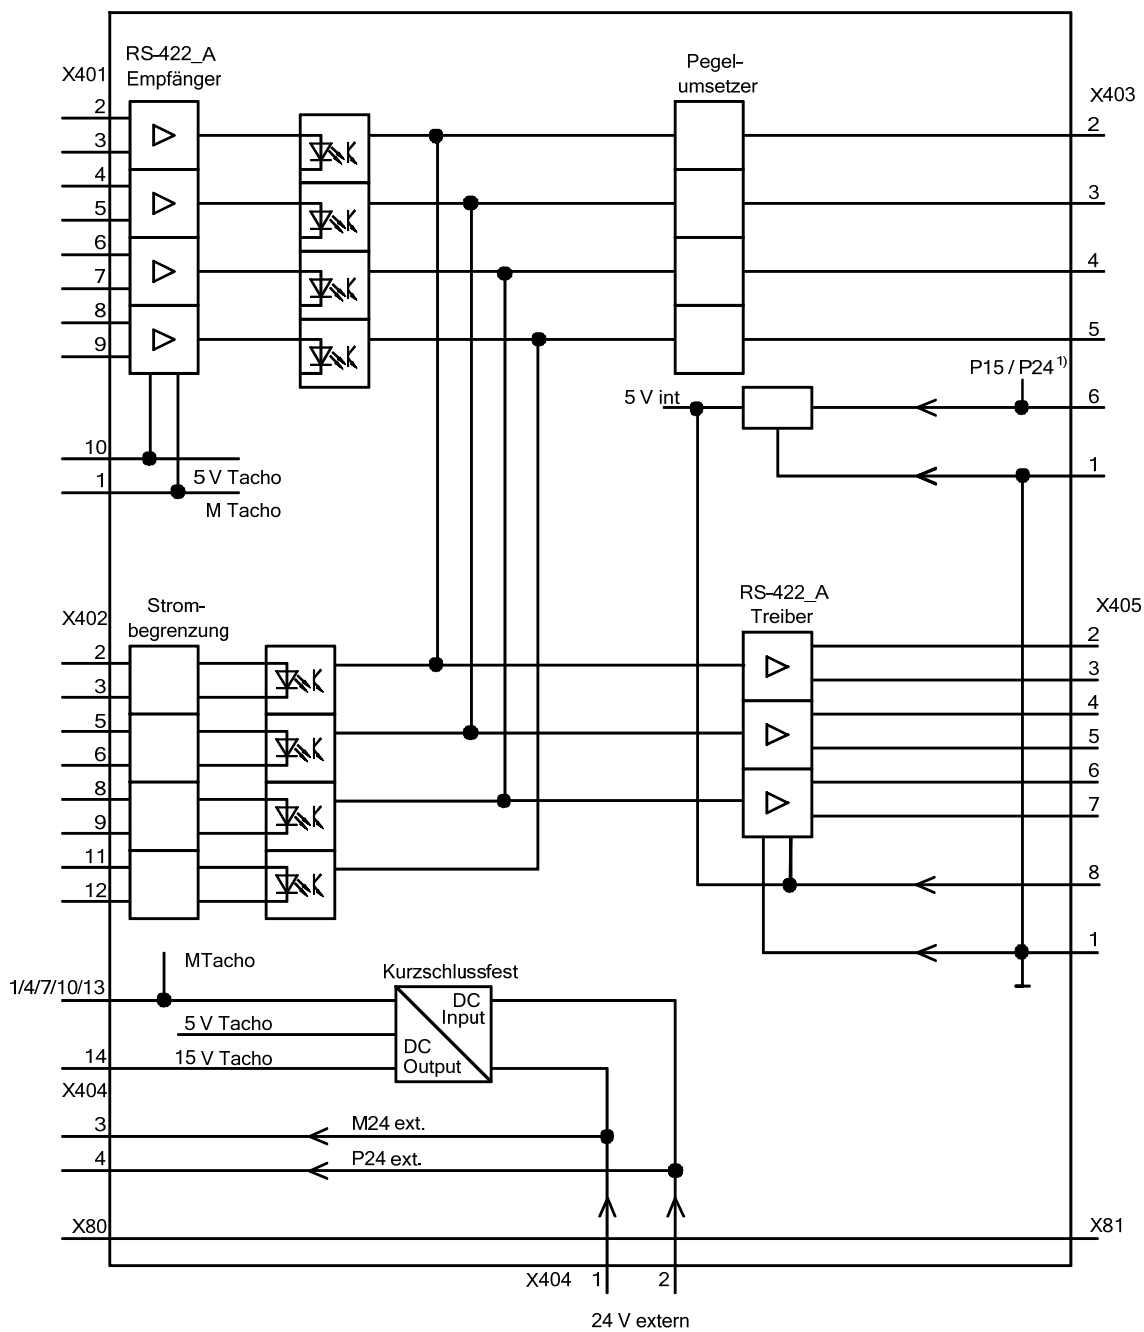 RS-422_A
Empfänger
X401
2
3
4
5
6
7
8
9
10
1
5 V Tacho
M Tacho
Pegel-
umsetzer
X403
2
3
4
5
P15 / P24 1)
5 V int
6
1
X402
Strom-
begrenzung
2
3
5
6
8
9
11
12
RS-422_A
Treiber
X405
2
3
4
5
6
7
8
1
MTacho
Kurzschlussfest
1/4/7/10/13
DC
Input
5 V Tacho
DC
Output
14
15 V Tacho
X404
3
M24 ext.
4
P24 ext.
X80
X81
X404 1 2
24 V extern